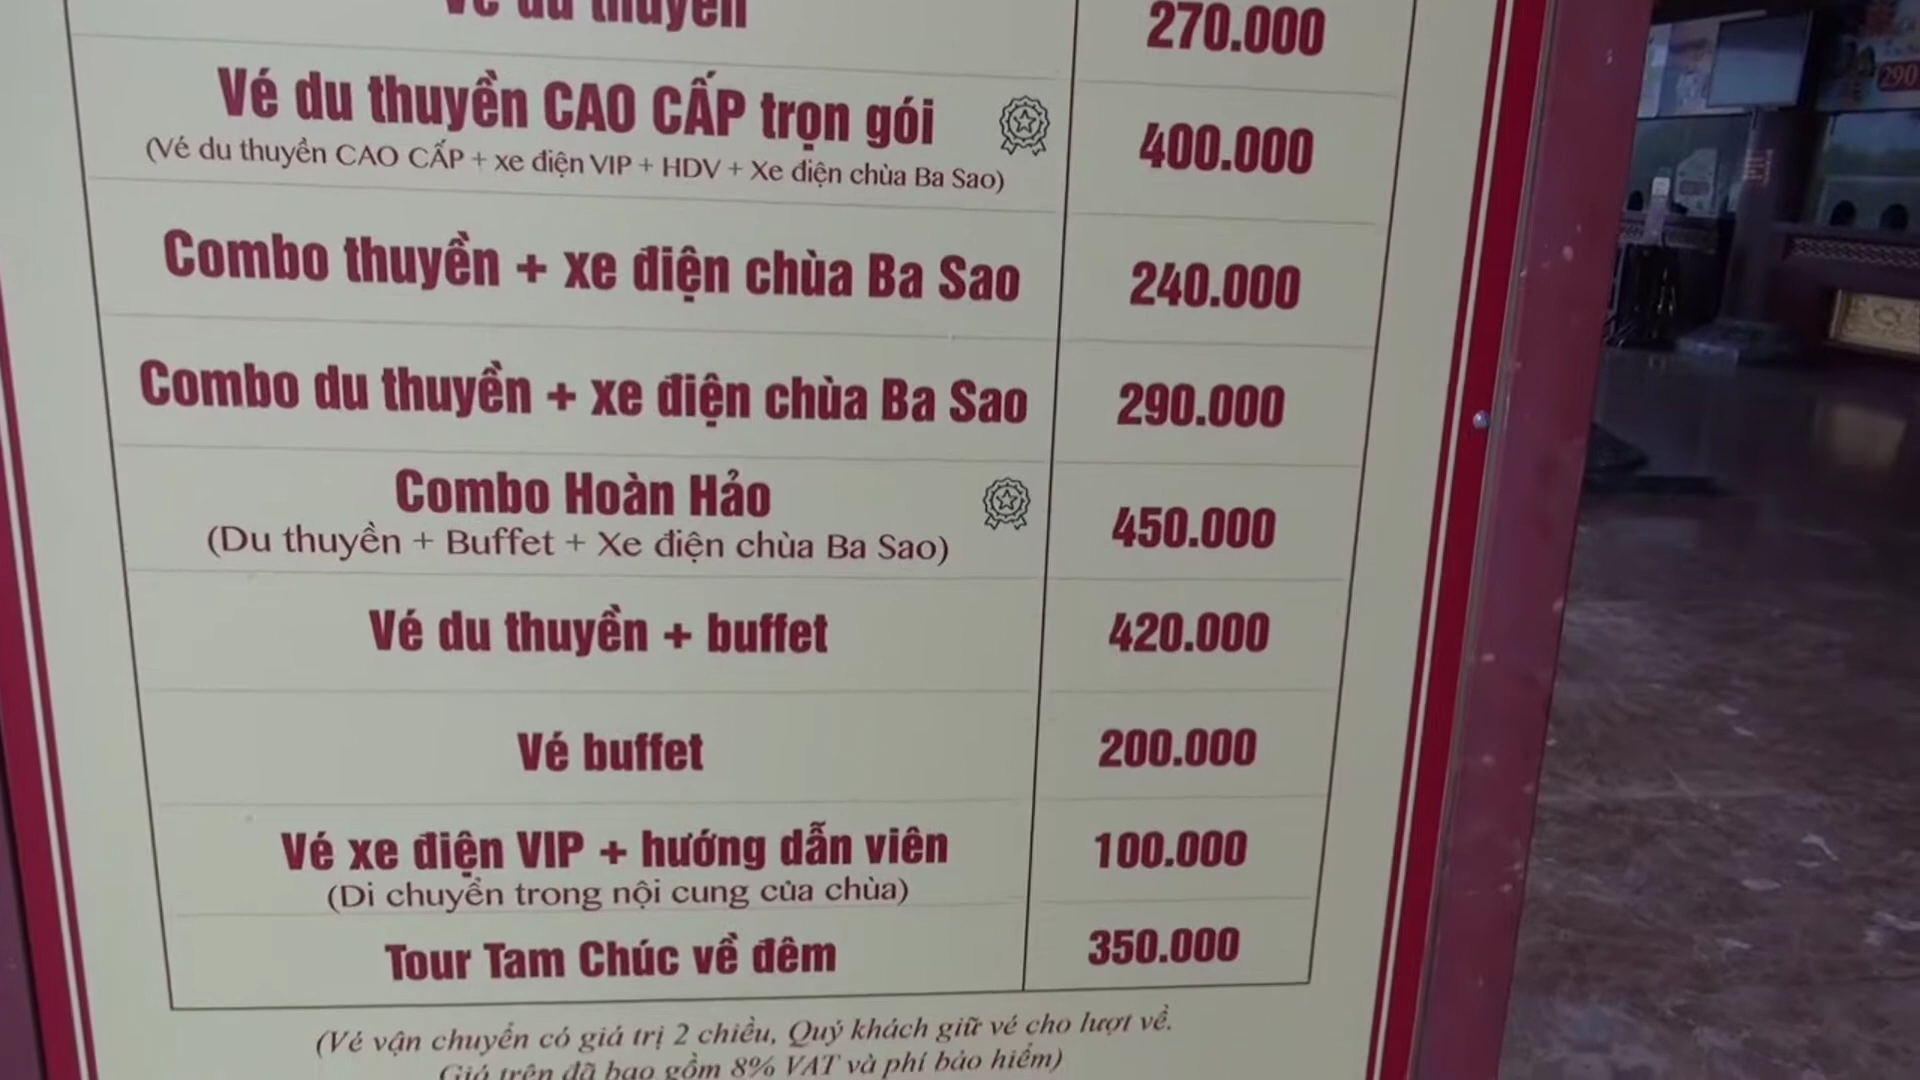 Vé du thuyền
270.000
Vé du thuyền CAO CẤP trọn gói
(Vé du thuyền CAO CẤP + xe điện VIP + HDV + Xe điện chùa Ba Sao)
400.000
Combo thuyền + xe điện chùa Ba Sao
240.000
Combo du thuyền + xe điện chùa Ba Sao
290.000
Combo Hoàn Hảo
(Du thuyền + Buffet + Xe điện chùa Ba Sao)
450.000
Vé du thuyền + buffet
420.000
Vé buffet
200.000
Vé xe điện VIP + hướng dẫn viên
(Di chuyển trong nội cung của chùa)
100.000
Tour Tam Chúc về đêm
350.000
(Vé vận chuyển có giá trị 2 chiều, Quý khách giữ vé cho lượt về.
Giá trên đã bao gồm 8% VAT và phí bảo hiểm)
290